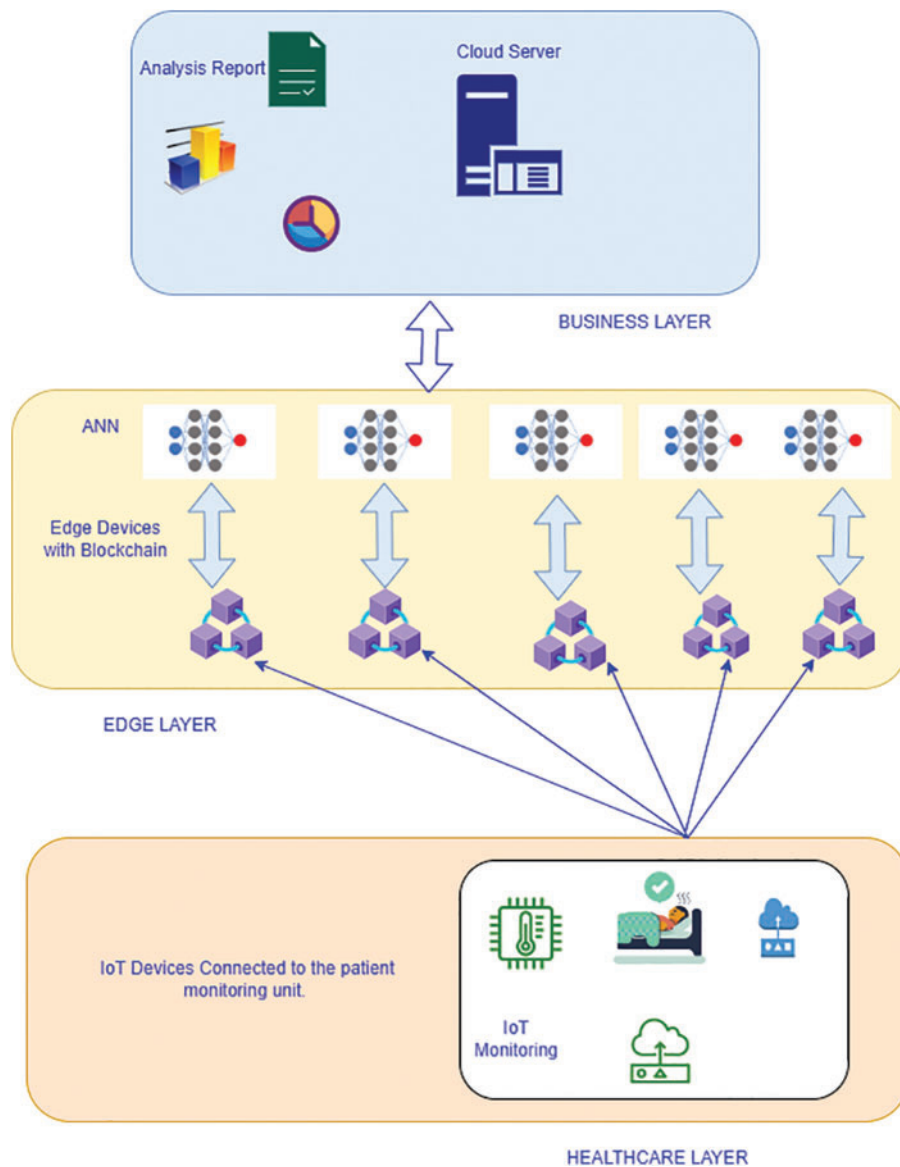 Analysis Report
Cloud Server
BUSINESS LAYER
ANN
Edge Devices
with Blockchain
EDGE LAYER
IoT Devices Connected to the patient
monitoring unit.
IoT
Monitoring
HEALTHCARE LAYER